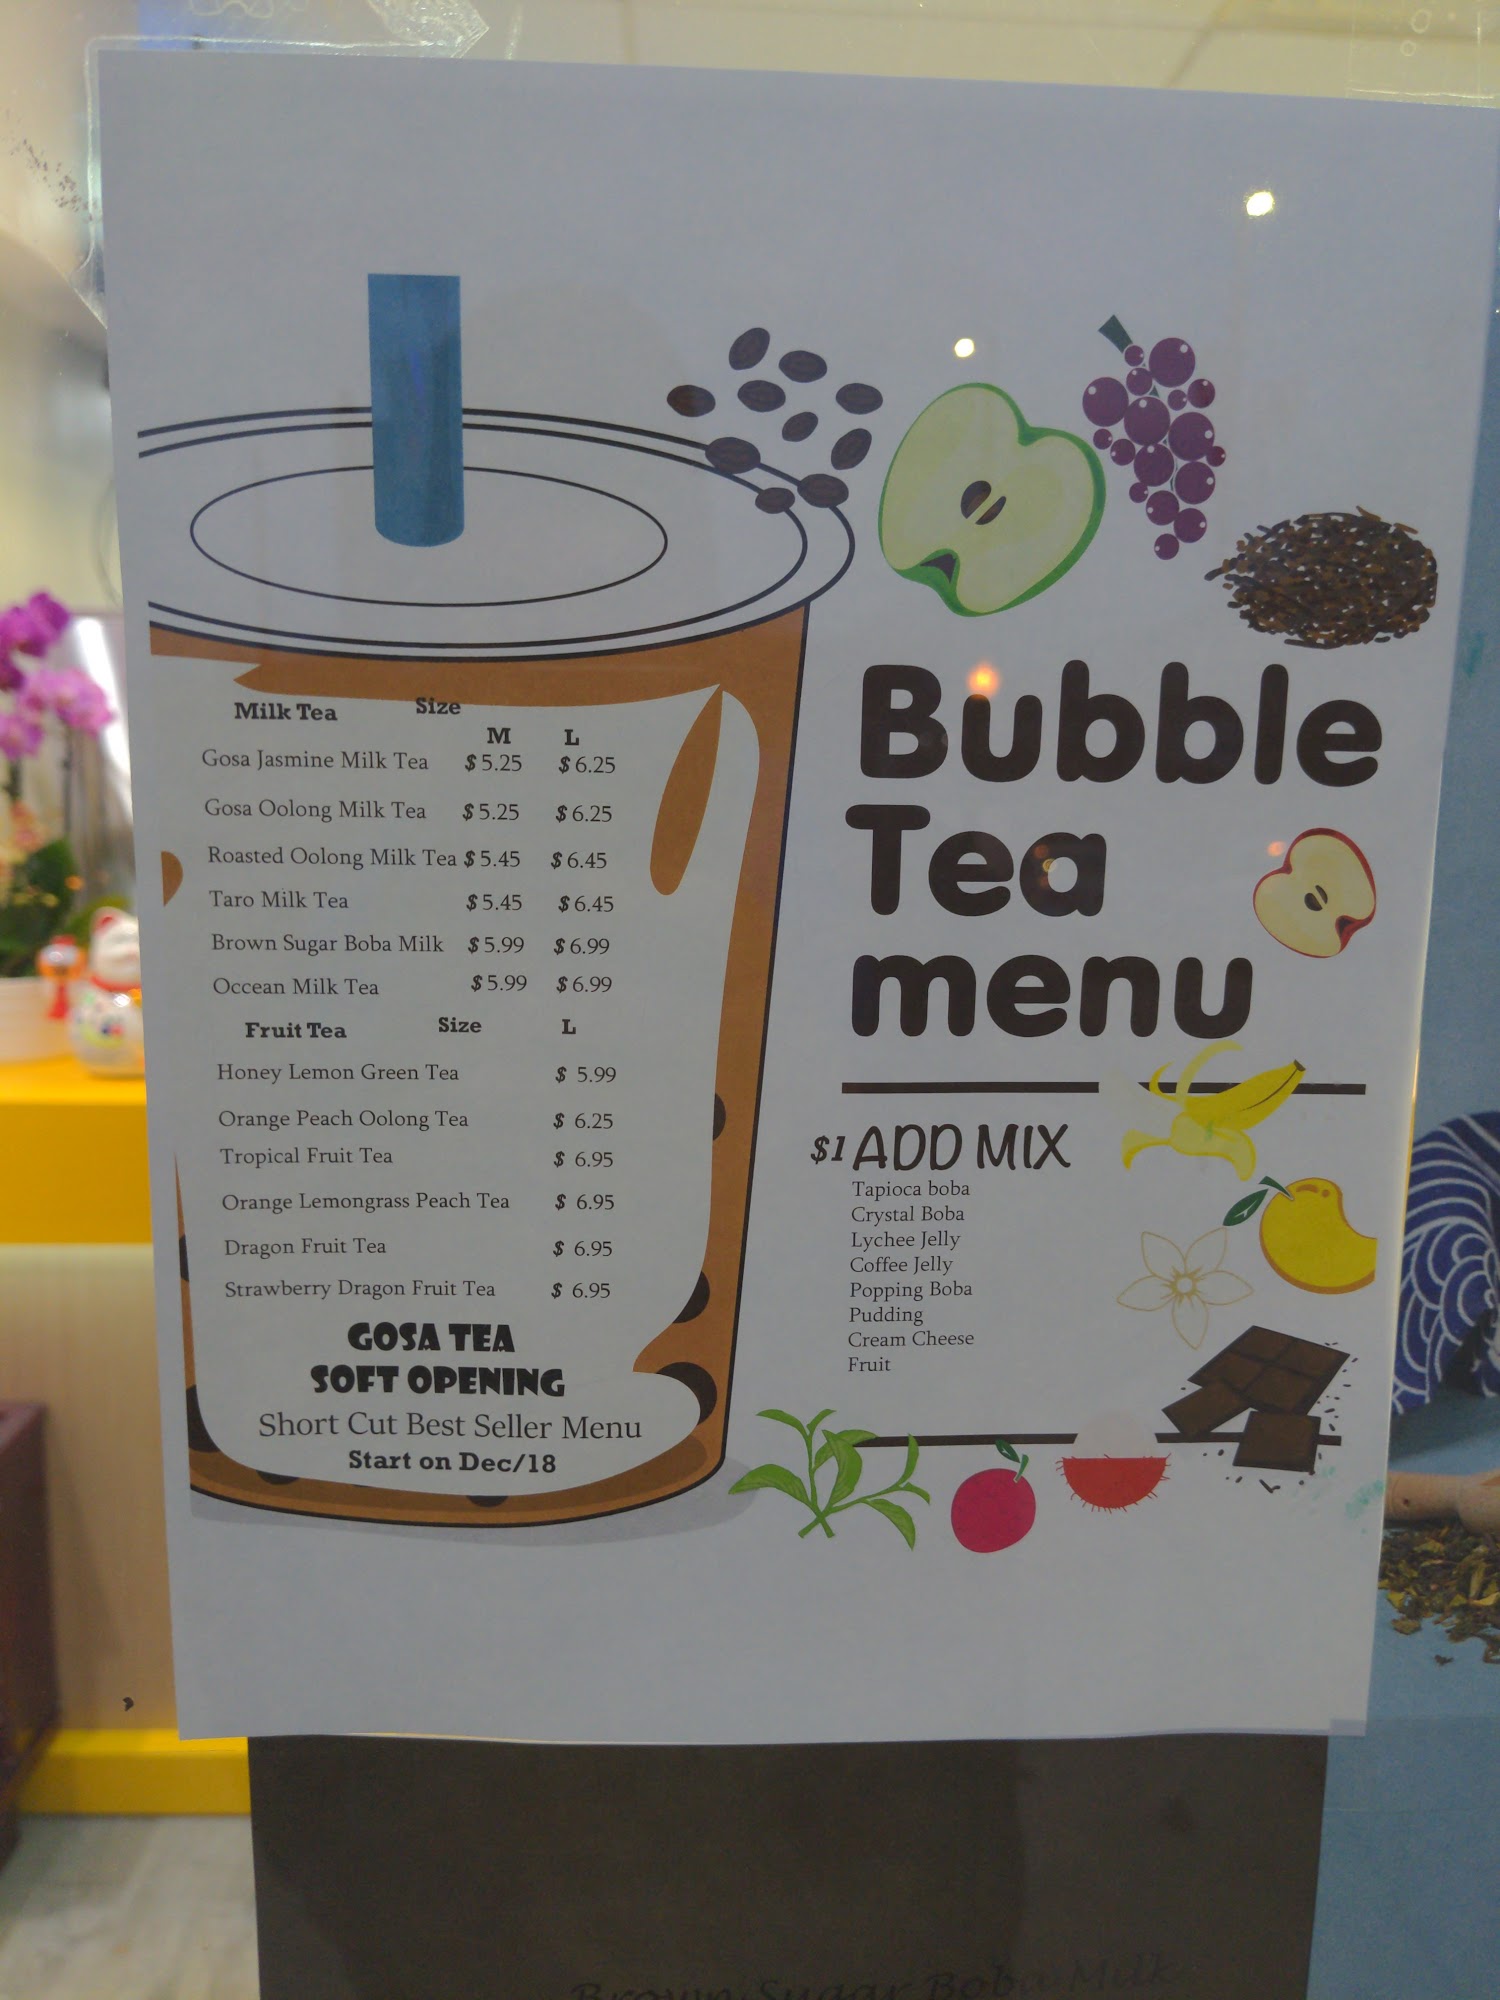 Bubble
Tea
menu
Milk Tea Size
M L
Gosa Jasmine Milk Tea $5.25 $6.25
Gosa Oolong Milk Tea $5.25 $6.25
Roasted Oolong Milk Tea $5.45 $6.45
Taro Milk Tea $5.45 $6.45
Brown Sugar Boba Milk $5.99 $6.99
Occean Milk Tea $5.99 $6.99
Fruit Tea Size L
Honey Lemon Green Tea $ 5.99
Orange Peach Oolong Tea $ 6.25
Tropical Fruit Tea $ 6.95
Orange Lemongrass Peach Tea $ 6.95
Dragon Fruit Tea $ 6.95
Strawberry Dragon Fruit Tea $ 6.95
GOSA TEA
SOFT OPENING
Short Cut Best Seller Menu
Start on Dec/18
$1 ADD MIX
Tapioca boba
Crystal Boba
Lychee Jelly
Coffee Jelly
Popping Boba
Pudding
Cream Cheese
Fruit
Brown Sugar Boba Milk